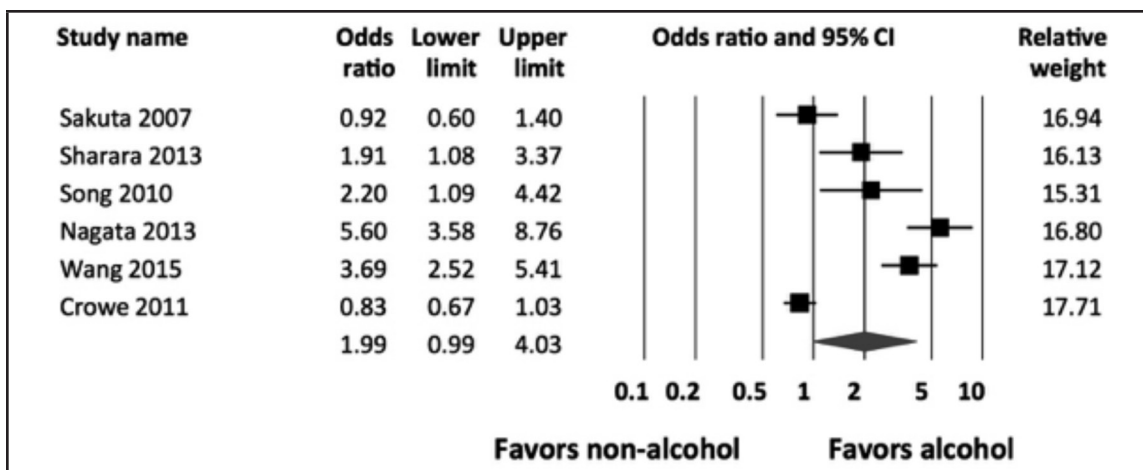 Study name Odds ratio Lower limit Upper limit Odds ratio and 95% CI Relative weight
Sakuta 2007 0.92 0.60 1.40 16.94
Sharara 2013 1.91 1.08 3.37 16.13
Song 2010 2.20 1.09 4.42 15.31
Nagata 2013 5.60 3.58 8.76 16.80
Wang 2015 3.69 2.52 5.41 17.12
Crowe 2011 0.83 0.67 1.03 17.71
1.99 0.99 4.03
0.1 0.2 0.5 1 2 5 10
Favors non-alcohol Favors alcohol